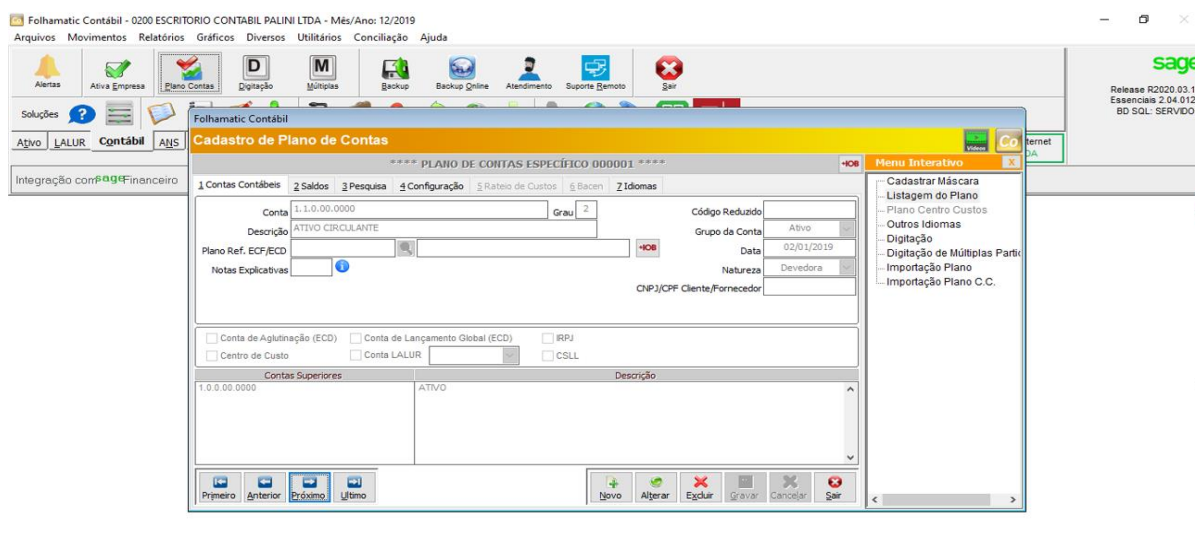 Folhamatic Contábil - 0200 ESCRITORIO CONTABIL PALINI LTDA - Mês/Ano: 12/2019
Arquivos Movimentos Relatórios Gráficos Diversos Utilitários Conciliação Ajuda
Alertas Ativa Empresa Plano Contas D Digitação M Múltiplas Backup Backup Online Atendimento Suporte Remoto Sair
sage
Release R2020.03.1
Essenciais 2.04.012
BD SQL: SERVIDO
Soluções
Ativo LALUR Contábil ANS
ternet
DA
Integração com sage Financeiro
Folhamatic Contábil
Cadastro de Plano de Contas
Vídeos
Co
**** PLANO DE CONTAS ESPECÍFICO 000001 ****
IOB
Menu Interativo X
1 Contas Contábeis 2 Saldos 3 Pesquisa 4 Configuração 5 Rateio de Custos 6 Bacen 7 Idiomas
Conta 1.1.0.00.0000 Grau 2 Código Reduzido
Descrição ATIVO CIRCULANTE Grupo da Conta Ativo
Plano Ref. ECF/ECD IOB Data 02/01/2019
Notas Explicativas Natureza Devedora
CNPJ/CPF Cliente/Fornecedor
Conta de Aglutinação (ECD) Conta de Lançamento Global (ECD) IRPJ
Centro de Custo Conta LALUR CSLL
Contas Superiores Descrição
1.0.0.00.0000 ATIVO
Primeiro Anterior Próximo Último Novo Alterar Excluir Gravar Cancelar Sair
Cadastrar Máscara
Listagem do Plano
Plano Centro Custos
Outros Idiomas
Digitação
Digitação de Múltiplas Partic
Importação Plano
Importação Plano C.C.